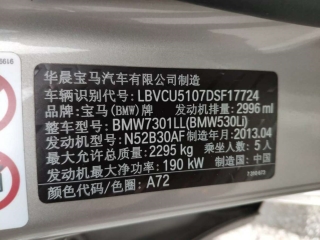 华晨宝马汽车有限公司制造
车辆识别代号: LBVCU5107DSF17724
品牌: 宝马(BMW)牌 发动机排量: 2996 ml
整车型号: BMW7301LL(BMW530Li)
发动机型号: N52B30AF 制造年月: 2013.04
最大允许总质量: 2295 kg 乘坐人数: 5 人
发动机最大净功率: 190 kW 制造国: 中国
颜色代码/色圈: A72